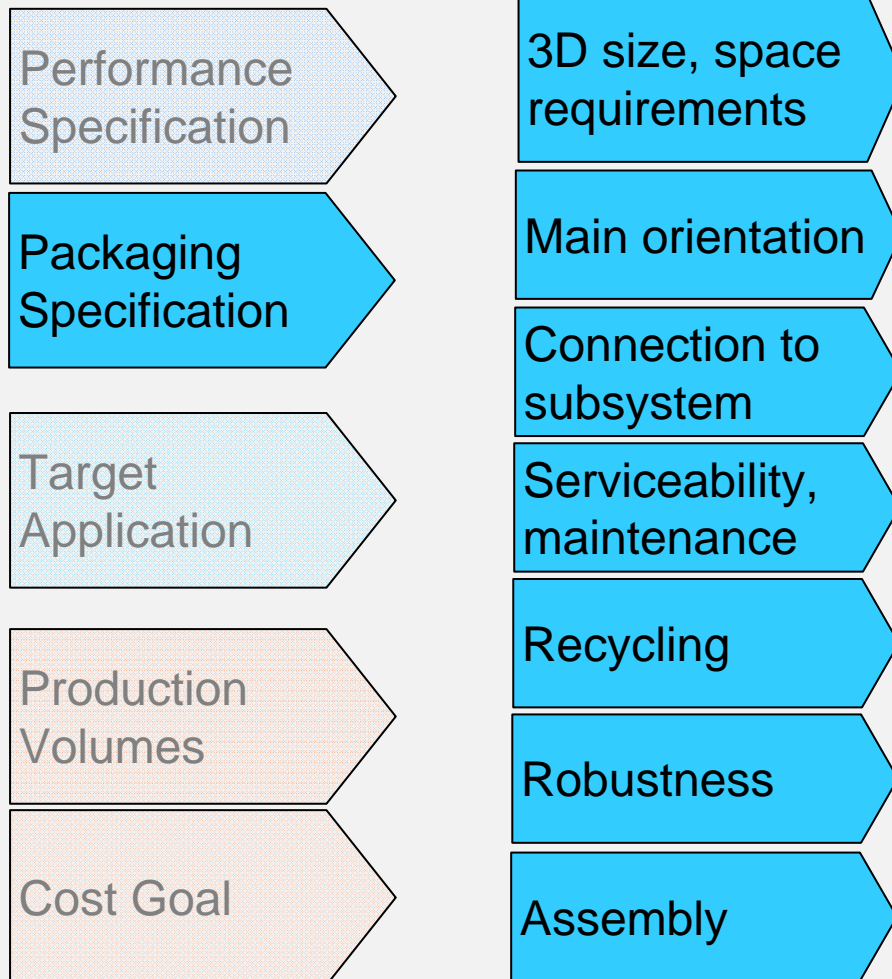 Performance
Specification
Packaging
Specification
Target
Application
Production
Volumes
Cost Goal
3D size, space
requirements
Main orientation
Connection to
subsystem
Serviceability,
maintenance
Recycling
Robustness
Assembly